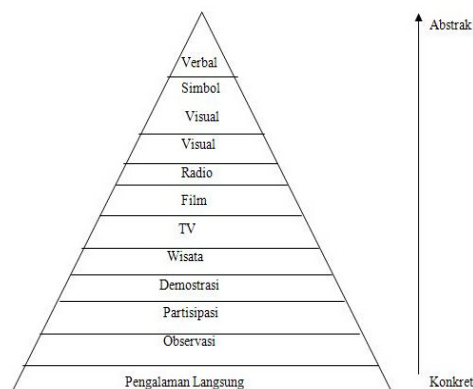 Abstrak
Verbal
Simbol
Visual
Visual
Radio
Film
TV
Wisata
Demostrasi
Partisipasi
Observasi
Pengalaman Langsung
Konkret